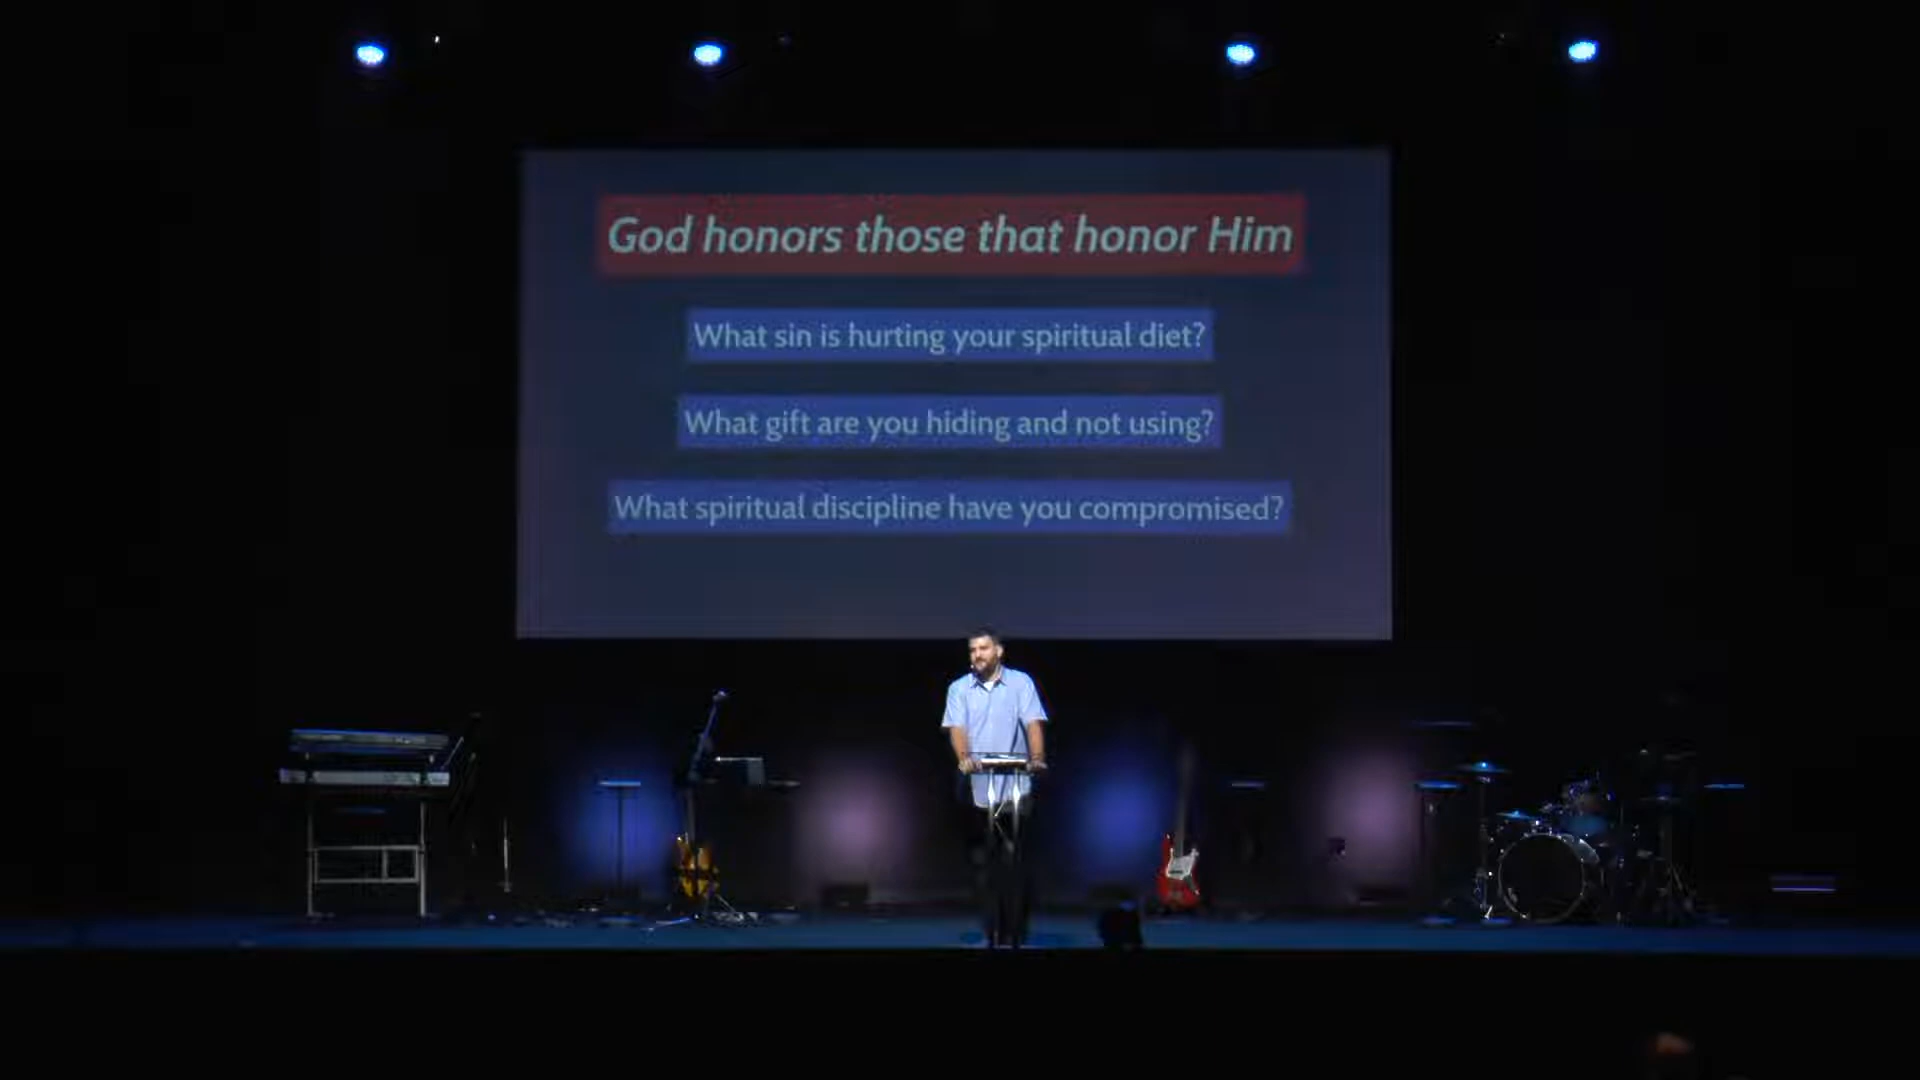 God honors those that honor Him
What sin is hurting your spiritual diet?
What gift are you hiding and not using?
What spiritual discipline have you compromised?